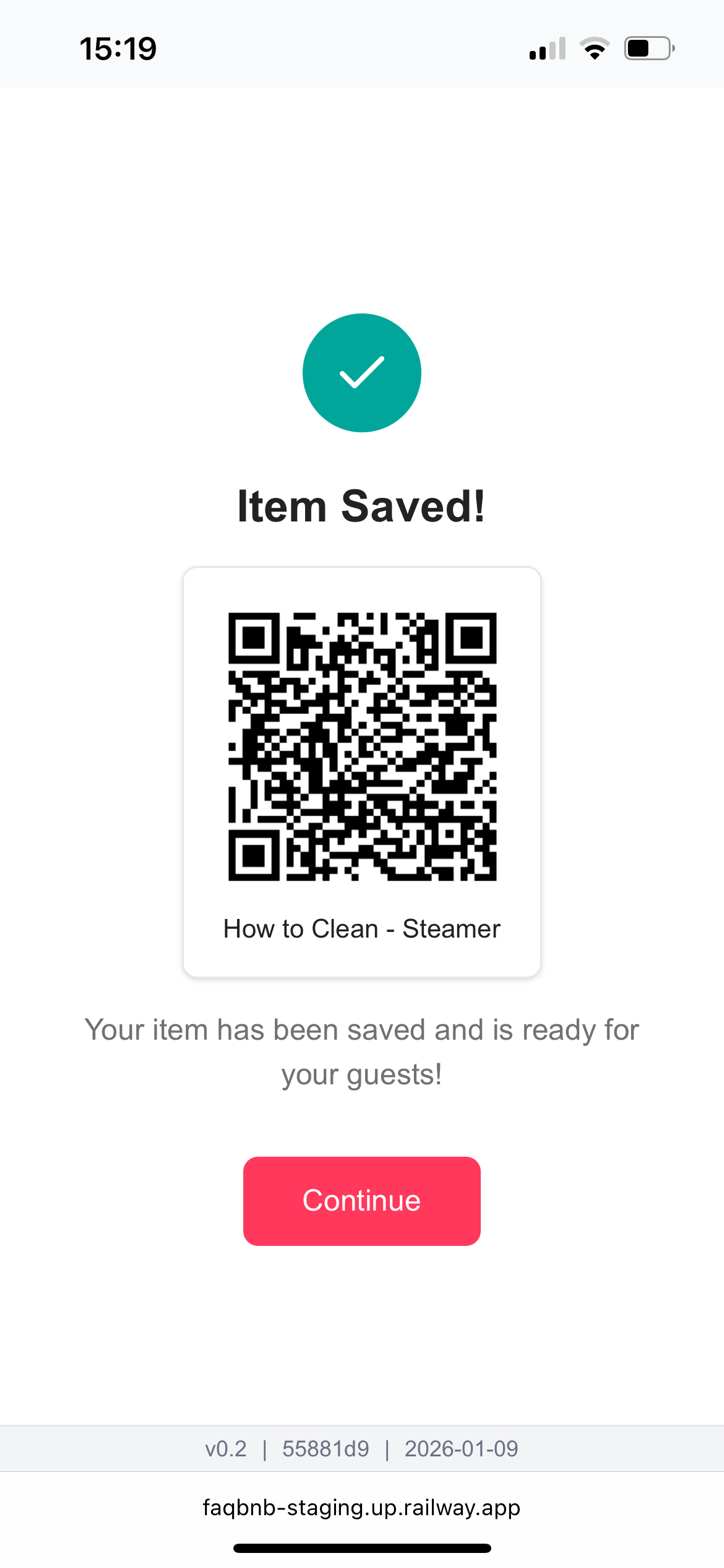 15:19
Item Saved!
How to Clean - Steamer
Your item has been saved and is ready for
your guests!
Continue
v0.2 | 55881d9 | 2026-01-09
faqbnb-staging.up.railway.app